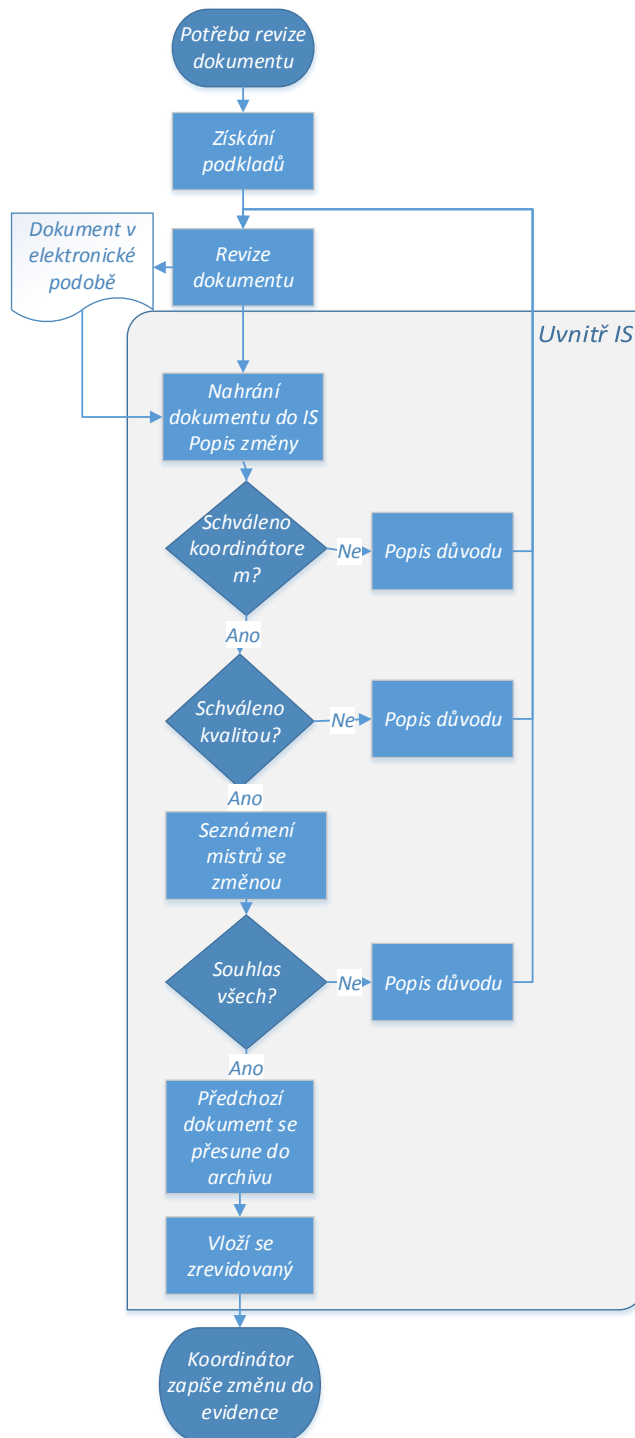 Potřeba revize
dokumentu
Získání
podkladů
Dokument v
elektronické
podobě
Revize
dokumentu
Uvnitř IS
Nahrání
dokumentu do IS
Popis změny
Schváleno
koordinátore
m?
Ne
Popis důvodu
Ano
Schváleno
kvalitou?
Ne
Popis důvodu
Ano
Seznámení
mistrů se
změnou
Souhlas
všech?
Ne
Popis důvodu
Ano
Předchozí
dokument se
přesune do
archivu
Vloží se
zrevidovaný
Koordinátor
zapíše změnu do
evidence